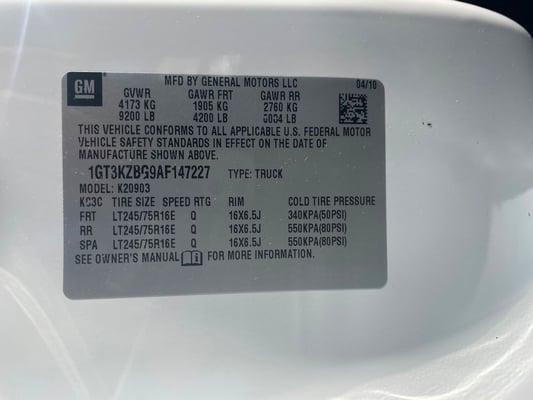 GM
MFD BY GENERAL MOTORS LLC 04/10
GVWR GAWR FRT GAWR RR
4173 KG 1905 KG 2760 KG
9200 LB 4200 LB 6084 LB
THIS VEHICLE CONFORMS TO ALL APPLICABLE U.S. FEDERAL MOTOR
VEHICLE SAFETY STANDARDS IN EFFECT ON THE DATE OF
MANUFACTURE SHOWN ABOVE.
1GT3KZBG9AF147227 TYPE: TRUCK
MODEL: K20903
TIRE SIZE SPEED RTG RIM COLD TIRE PRESSURE
FRT LT245/75R16E Q 16X6.5J 340KPA(50PSI)
RR LT245/75R16E Q 16X6.5J 550KPA(80PSI)
SPA LT245/75R16E Q 16X6.5J 550KPA(80PSI)
SEE OWNER'S MANUAL FOR MORE INFORMATION.